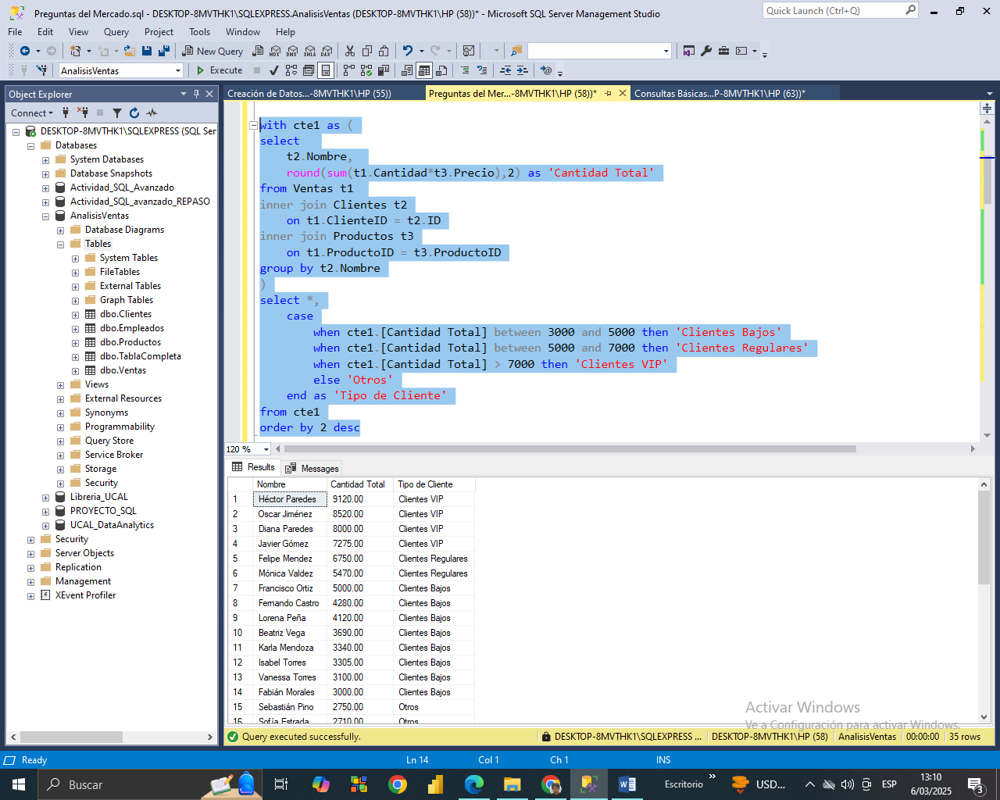 Preguntas del Mercado.sql - DESKTOP-8MVTHK1\SQLEXPRESS.AnalisisVentas (DESKTOP-8MVTHK1\HP (58))* - Microsoft SQL Server Management Studio
Quick Launch (Ctrl+Q)
File Edit View Query Project Tools Window Help
New Query
MDX DMX XMLA DAX
AnalisisVentas
Execute
Object Explorer
Creación de Datos...-8MVTHK1\HP (55))
Preguntas del Mer...-8MVTHK1\HP (58))*
Consultas Básicas...P-8MVTHK1\HP (63))*
Connect
DESKTOP-8MVTHK1\SQLEXPRESS (SQL Ser
Databases
System Databases
Database Snapshots
Actividad_SQL_Avanzado
Actividad_SQL_avanzado_REPASO
AnalisisVentas
Database Diagrams
Tables
System Tables
FileTables
External Tables
Graph Tables
dbo.Clientes
dbo.Empleados
dbo.Productos
dbo.TablaCompleta
dbo.Ventas
Views
External Resources
Synonyms
Programmability
Query Store
Service Broker
Storage
Security
Libreria_UCAL
PROYECTO_SQL
UCAL_DataAnalytics
Security
Server Objects
Replication
Management
XEvent Profiler
with cte1 as (
select
t2.Nombre,
round(sum(t1.Cantidad*t3.Precio),2) as 'Cantidad Total'
from Ventas t1
inner join Clientes t2
on t1.ClienteID = t2.ID
inner join Productos t3
on t1.ProductoID = t3.ProductoID
group by t2.Nombre
)
select *,
case
when cte1.[Cantidad Total] between 3000 and 5000 then 'Clientes Bajos'
when cte1.[Cantidad Total] between 5000 and 7000 then 'Clientes Regulares'
when cte1.[Cantidad Total] > 7000 then 'Clientes VIP'
else 'Otros'
end as 'Tipo de Cliente'
from cte1
order by 2 desc
120 %
Results Messages
Nombre Cantidad Total Tipo de Cliente
1 Héctor Paredes 9120.00 Clientes VIP
2 Oscar Jiménez 8520.00 Clientes VIP
3 Diana Paredes 8000.00 Clientes VIP
4 Javier Gómez 7275.00 Clientes VIP
5 Felipe Mendez 6750.00 Clientes Regulares
6 Mónica Valdez 5470.00 Clientes Regulares
7 Francisco Ortiz 5000.00 Clientes Bajos
8 Fernando Castro 4280.00 Clientes Bajos
9 Lorena Peña 4120.00 Clientes Bajos
10 Beatriz Vega 3690.00 Clientes Bajos
11 Karla Mendoza 3340.00 Clientes Bajos
12 Isabel Torres 3305.00 Clientes Bajos
13 Vanessa Torres 3100.00 Clientes Bajos
14 Fabián Morales 3000.00 Clientes Bajos
15 Sebastián Pino 2750.00 Otros
16 Sofía Estrada 2710.00 Otros
Activar Windows
Ve a Configuración para activar Windows.
Query executed successfully.
DESKTOP-8MVTHK1\SQLEXPRESS ... DESKTOP-8MVTHK1\HP (58) AnalisisVentas 00:00:00 35 rows
Ready Ln 14 Col 1 Ch 1 INS
Buscar
Escritorio
USD...
ESP
13:10
6/03/2025
3